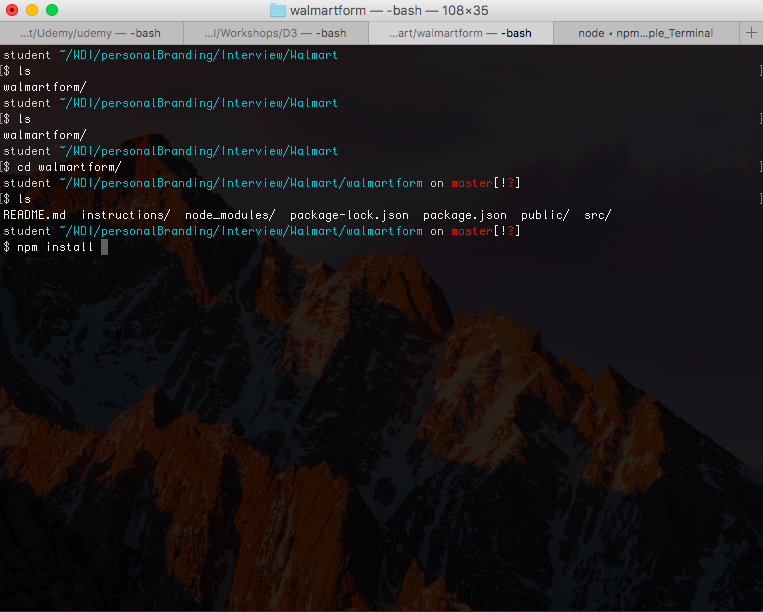 walmartform — -bash — 108×35
...t/Udemy/udemy — -bash
...l/Workshops/D3 — -bash
...art/walmartform — -bash
node ◂ npm...ple_Terminal
student ~/WDI/personalBranding/Interview/Walmart
[$ ls ]
walmartform/
student ~/WDI/personalBranding/Interview/Walmart
[$ ls ]
walmartform/
student ~/WDI/personalBranding/Interview/Walmart
[$ cd walmartform/ ]
student ~/WDI/personalBranding/Interview/Walmart/walmartform on master[!?]
[$ ls ]
README.md instructions/ node_modules/ package-lock.json package.json public/ src/
student ~/WDI/personalBranding/Interview/Walmart/walmartform on master[!?]
$ npm install